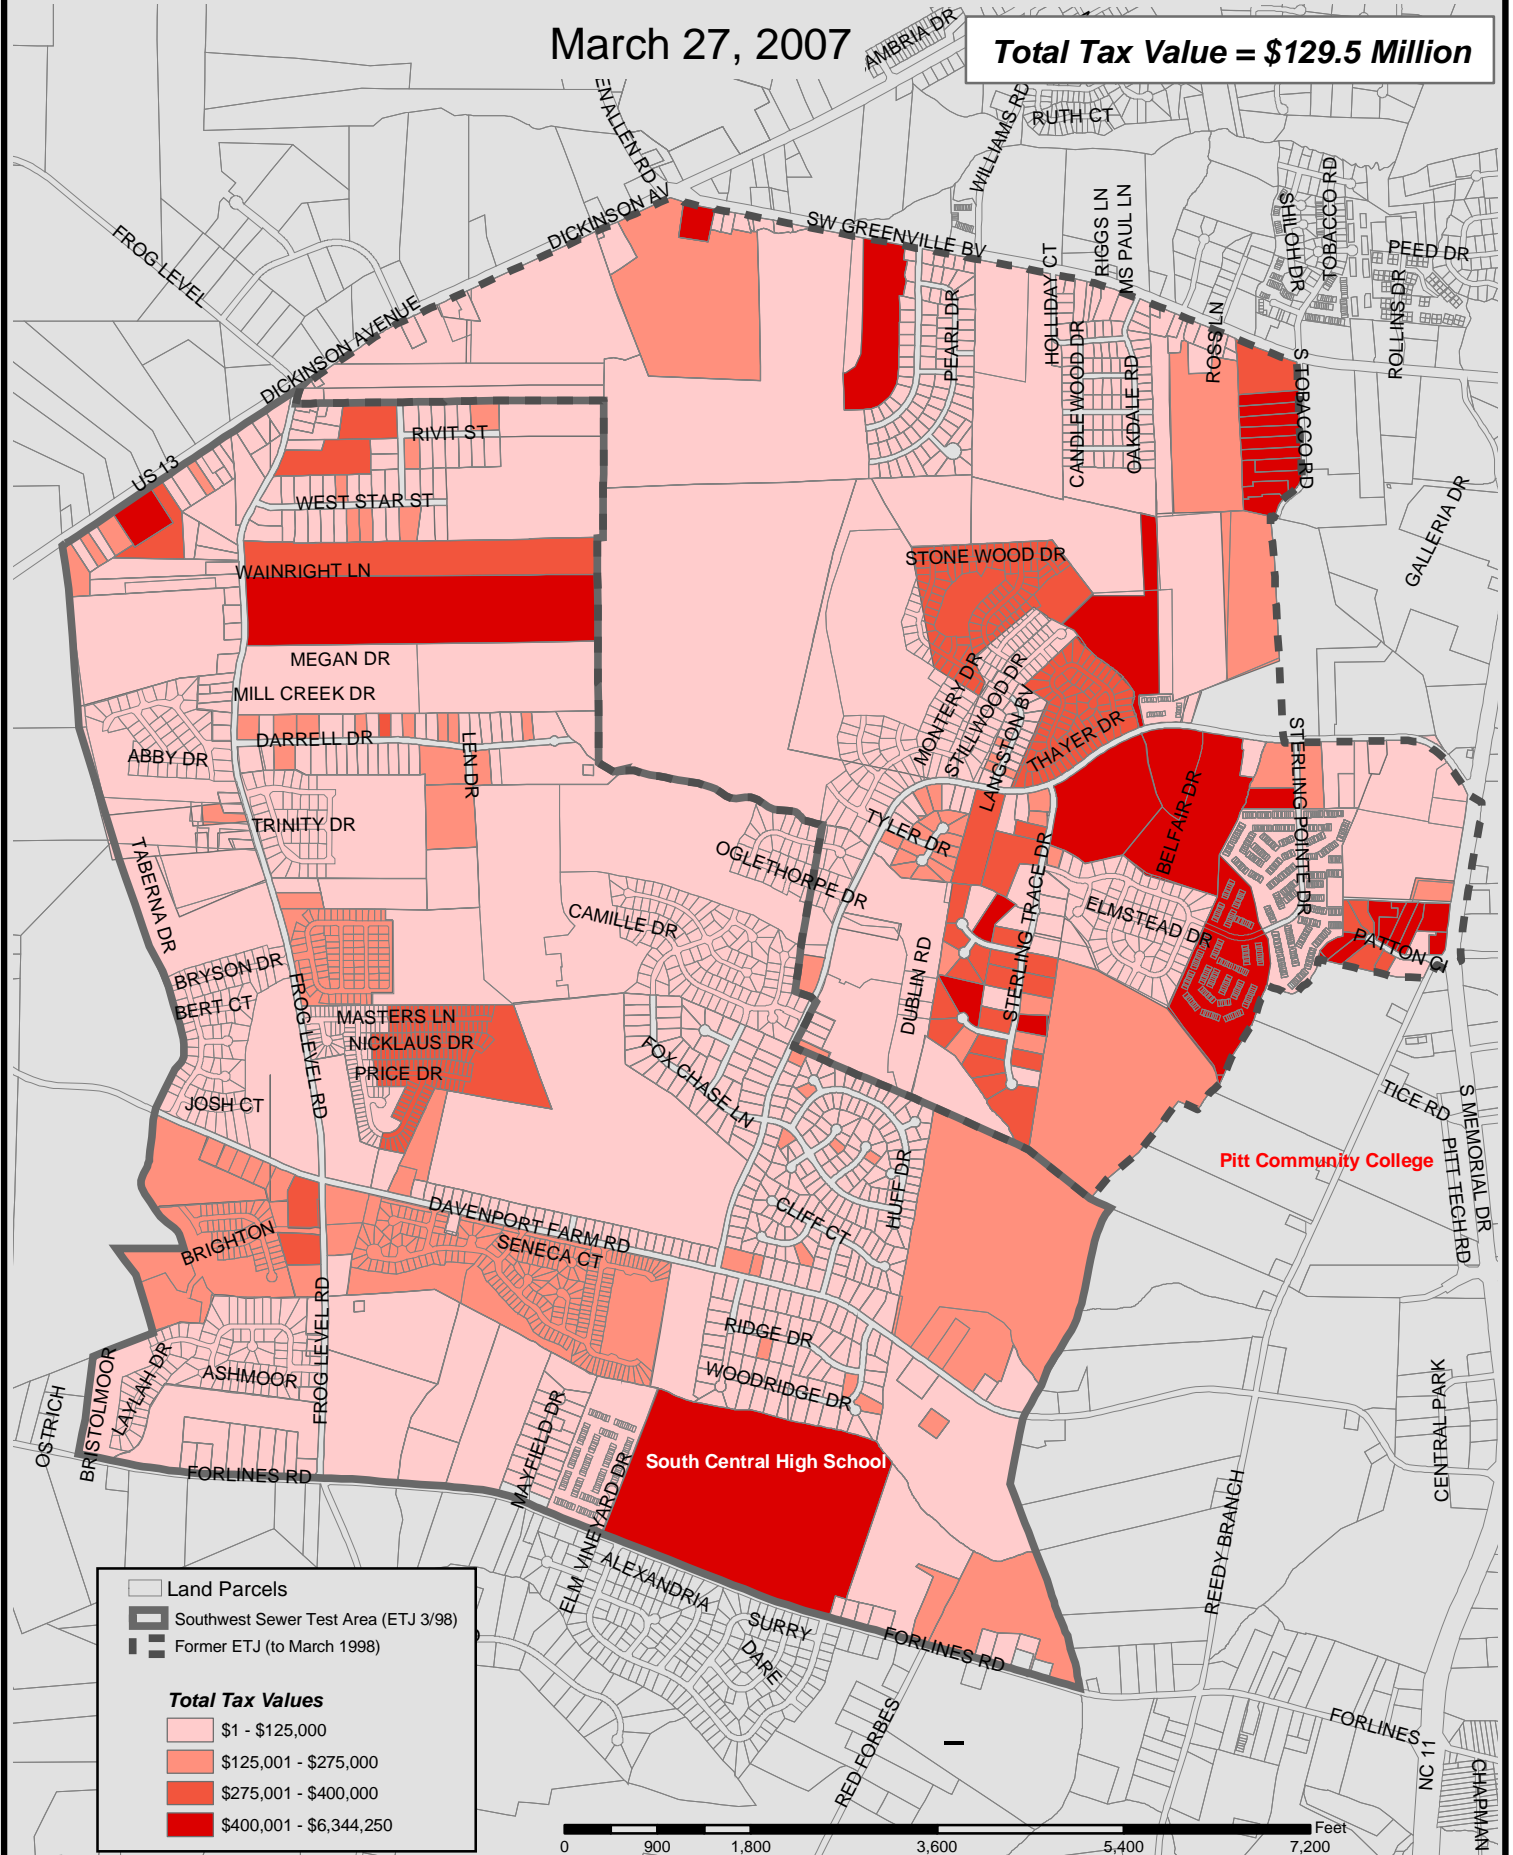 March 27, 2007
Total Tax Value = $129.5 Million
AMBRIA DR
EN ALLEN RD
WILLIAMS RD
RUTH CT
DICKINSON AV
SW GREENVILLE BV
RIGGS LN
MS PAUL LN
SHILOH DR
TOBACCO RD
PEED DR
FROG LEVEL
HOLLIDAY CT
PEARL DR
ROLLINS DR
DICKINSON AVENUE
CANDLEWOOD DR
OAKDALE RD
ROSS LN
S TOBACCO RD
RIVIT ST
US 13
WEST STAR ST
GALLERIA DR
STONE WOOD DR
WAINRIGHT LN
MEGAN DR
MILL CREEK DR
MONTERY DR
STILLWOOD DR
LANGSTON BV
THAYER DR
DARRELL DR
ABBY DR
LEN DR
STERLING POINTE DR
BELFAIR DR
TRINITY DR
TYLER DR
TABERNA DR
OGLETHORPE DR
STERLING TRACE DR
CAMILLE DR
ELMSTEAD DR
PATTON CI
BRYSON DR
BERT CT
DUBLIN RD
FROG LEVEL RD
MASTERS LN
NICKLAUS DR
PRICE DR
FOX CHASE LN
JOSH CT
TICE RD
S MEMORIAL DR
PITT TECH RD
Pitt Community College
HUFF DR
CLIFF CT
DAVENPORT FARM RD
SENECA CT
BRIGHTON
FROG LEVEL RD
RIDGE DR
WOODRIDGE DR
ASHMOOR
LAYLAH DR
BRISTOLMOOR
OSTRICH
CENTRAL PARK
MAYFIELD DR
South Central High School
FORLINES RD
ELM VINEYARD DR
REEDY BRANCH
ALEXANDRIA
SURRY
DARE
FORLINES RD
RED FORBES
FORLINES
NC 11
CHAPMAN
Land Parcels
Southwest Sewer Test Area (ETJ 3/98)
Former ETJ (to March 1998)
Total Tax Values
$1 - $125,000
$125,001 - $275,000
$275,001 - $400,000
$400,001 - $6,344,250
Feet
0 900 1,800 3,600 5,400 7,200